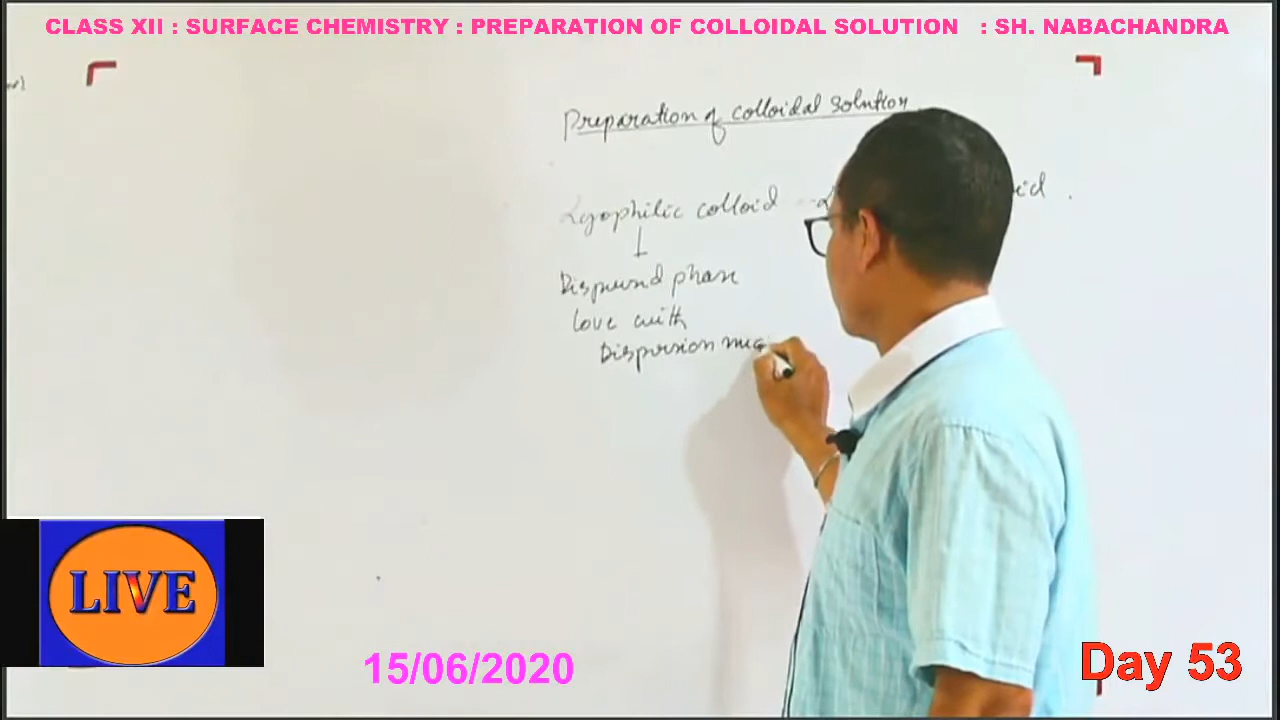 CLASS XII : SURFACE CHEMISTRY : PREPARATION OF COLLOIDAL SOLUTION : SH. NABACHANDRA
Preparation of colloidal solution
Lyophilic colloid
Dispersed phase
love with
Dispersion
LIVE
15/06/2020
Day 53